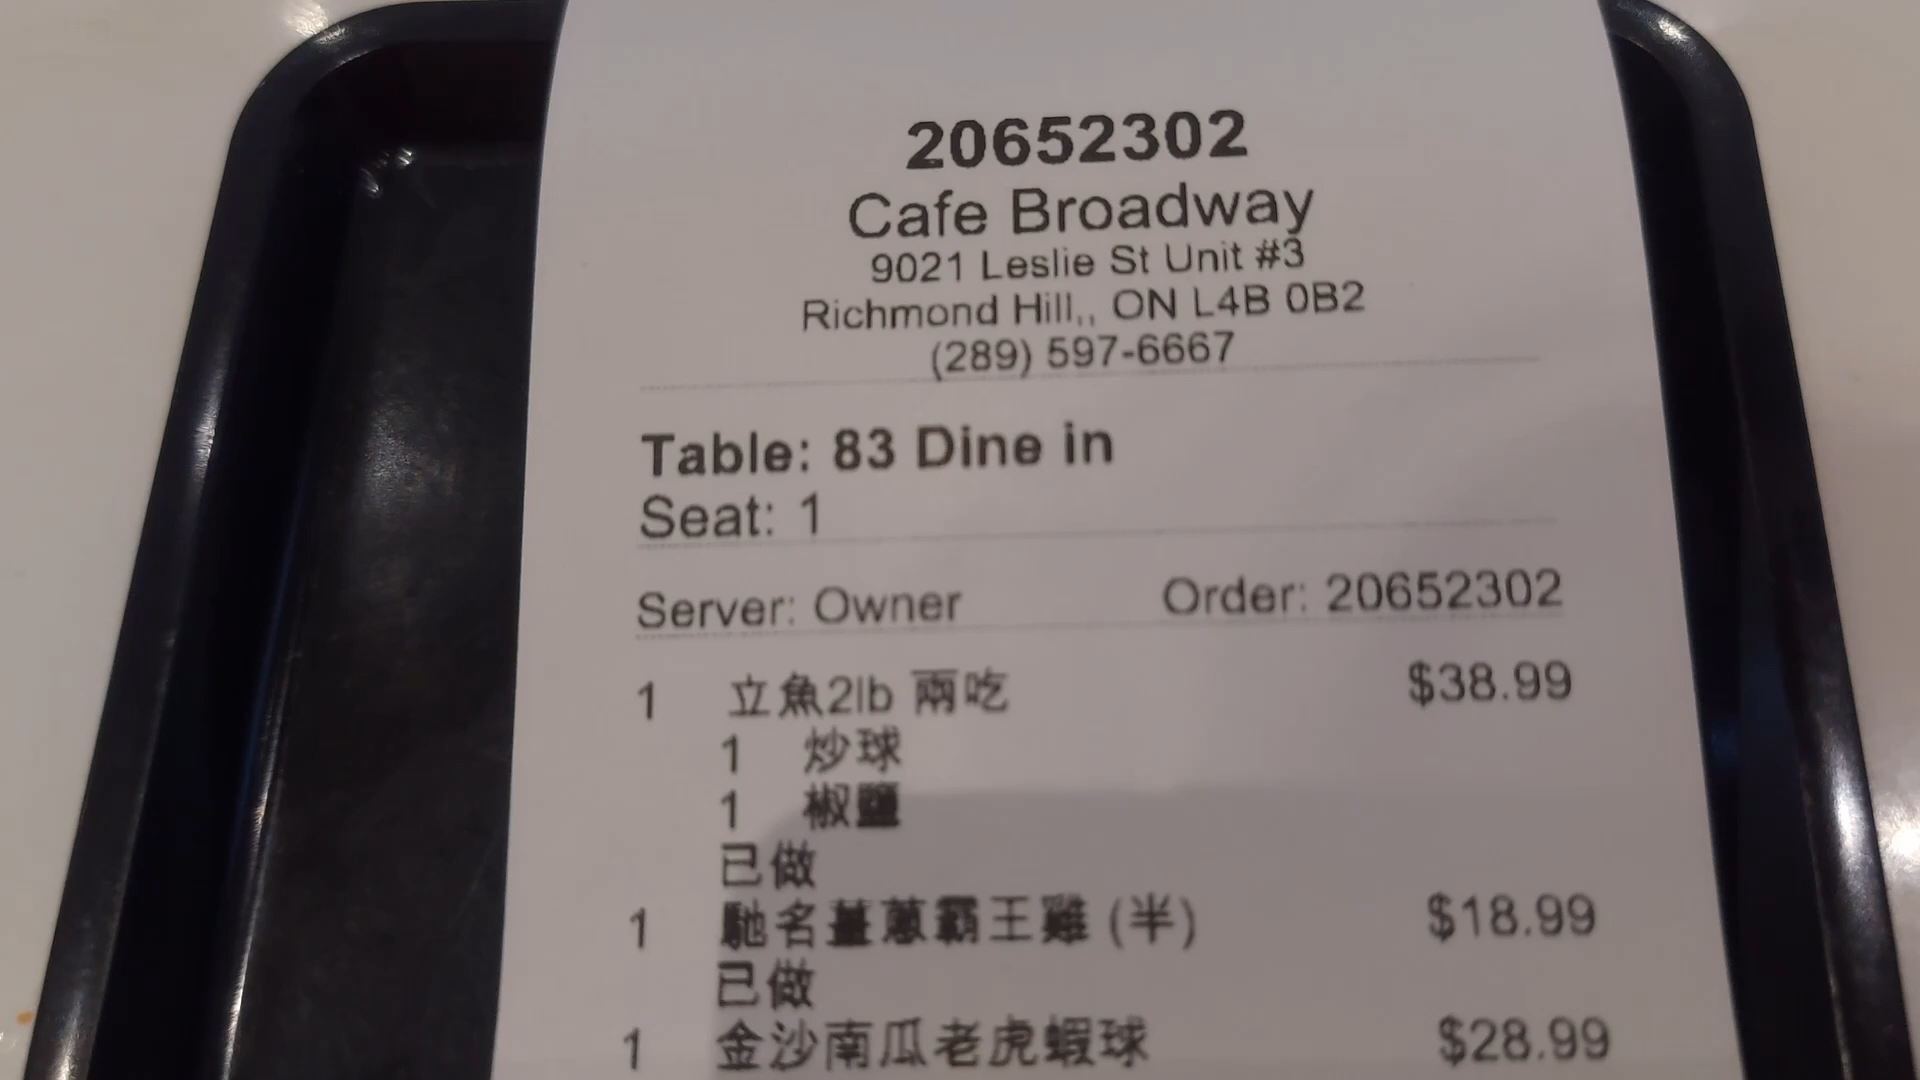 20652302
Cafe Broadway
9021 Leslie St Unit #3
Richmond Hill,, ON L4B 0B2
(289) 597-6667
Table: 83 Dine in
Seat: 1
Server: Owner Order: 20652302
1 立魚2lb 兩吃 $38.99
1 炒球
1 椒鹽
已做
1 馳名薑蔥霸王雞 (半) $18.99
已做
1 金沙南瓜老虎蝦球 $28.99